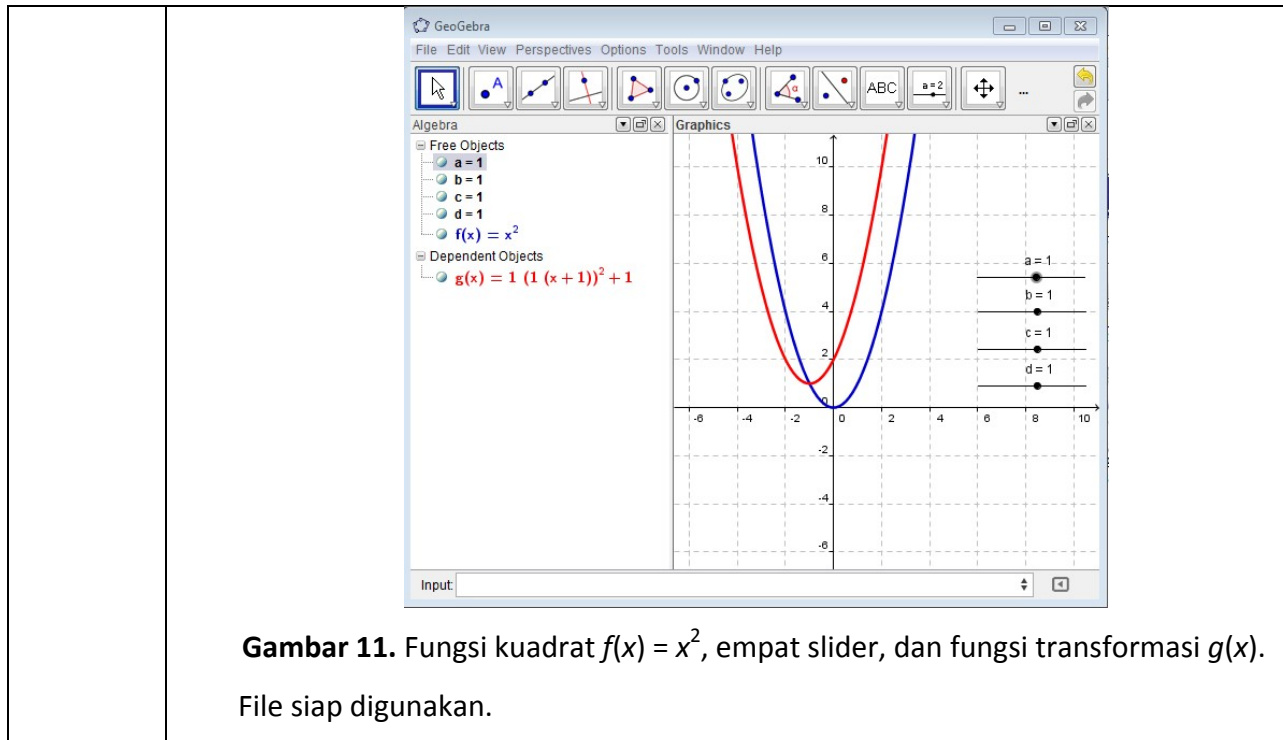 GeoGebra
File Edit View Perspectives Options Tools Window Help
A α ABC a = 2 ...
Algebra
Graphics
Free Objects
a = 1
b = 1
c = 1
d = 1
f(x) = x²
Dependent Objects
g(x) = 1 (1 (x + 1))² + 1
10
8
6
4
2
0
-2
-4
-6
-6 -4 -2 0 2 4 6 8 10
a = 1
b = 1
c = 1
d = 1
Input:
Gambar 11. Fungsi kuadrat f(x) = x², empat slider, dan fungsi transformasi g(x).
File siap digunakan.